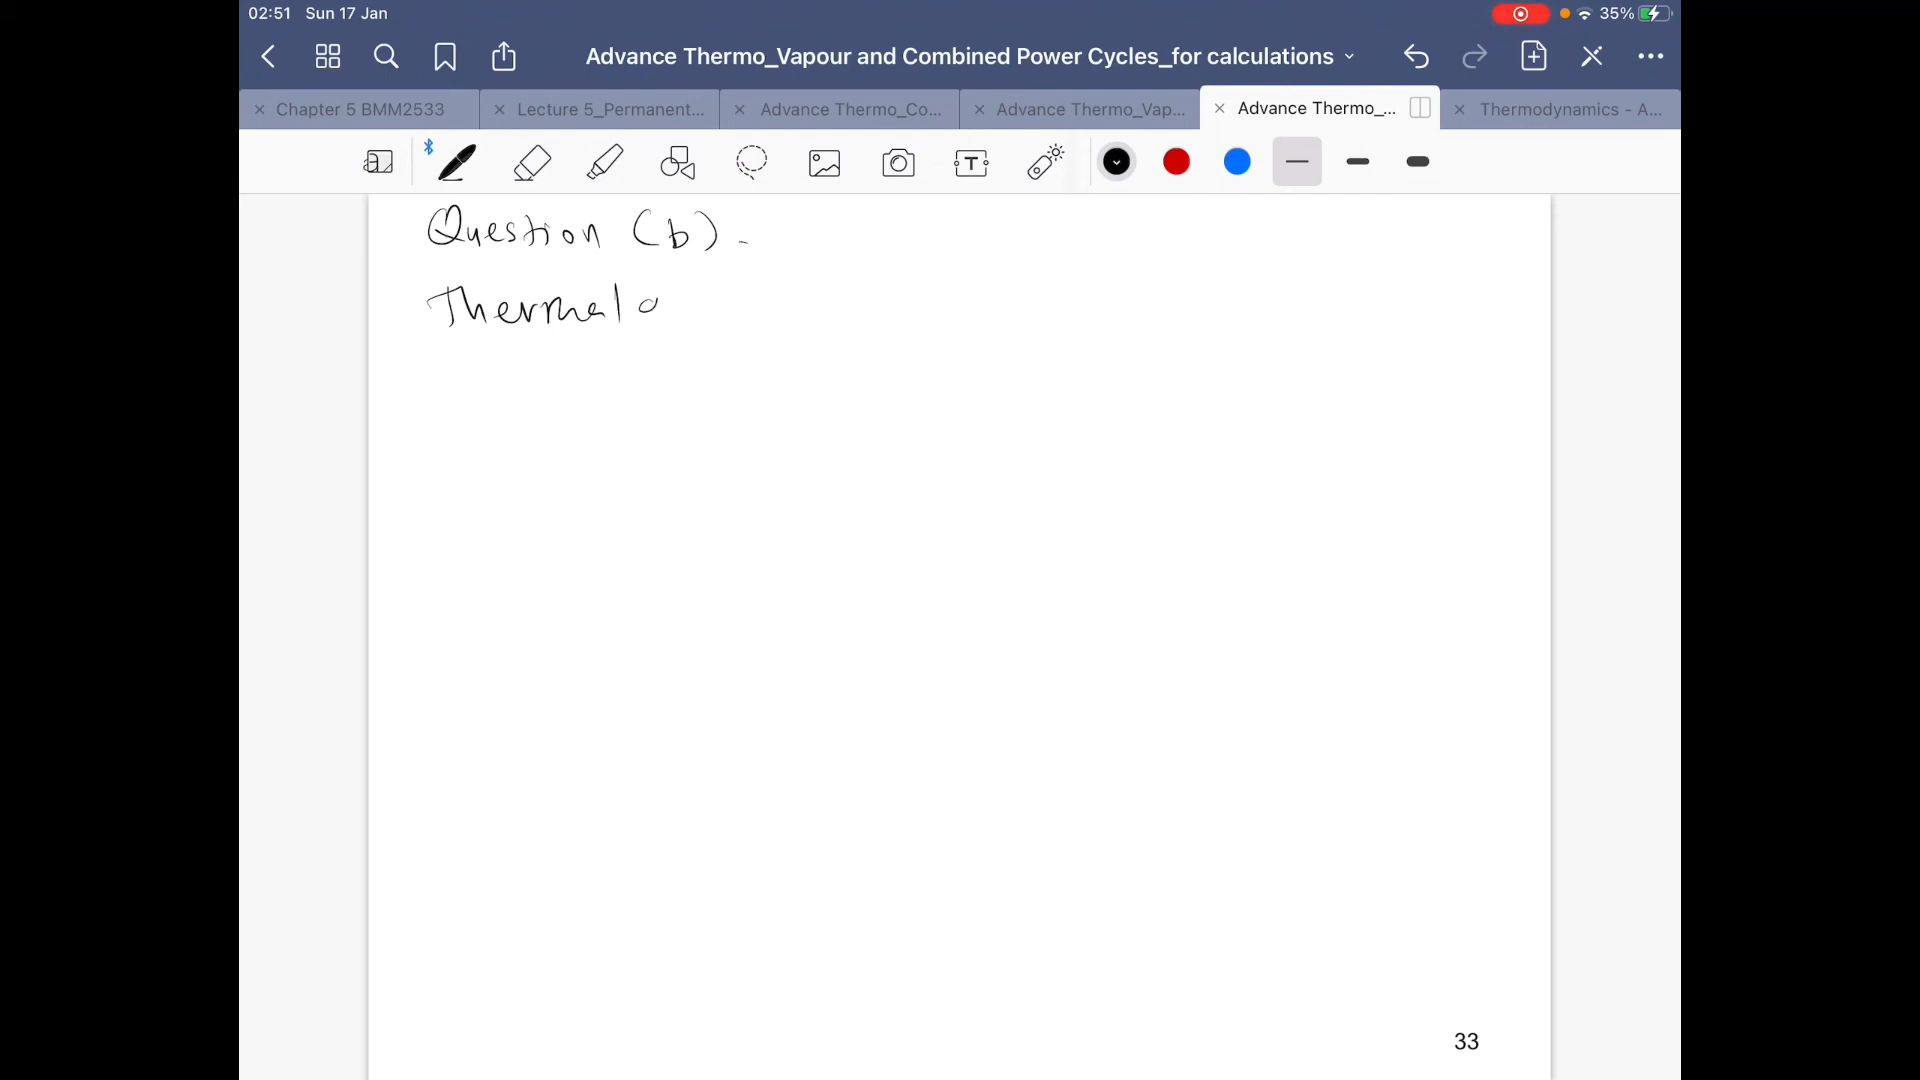 02:51 Sun 17 Jan
35%
Advance Thermo_Vapour and Combined Power Cycles_for calculations
Chapter 5 BMM2533
Lecture 5_Permanent...
Advance Thermo_Co...
Advance Thermo_Vap...
Advance Thermo_...
Thermodynamics - A...
a
T
Question (b).
Thermal
33